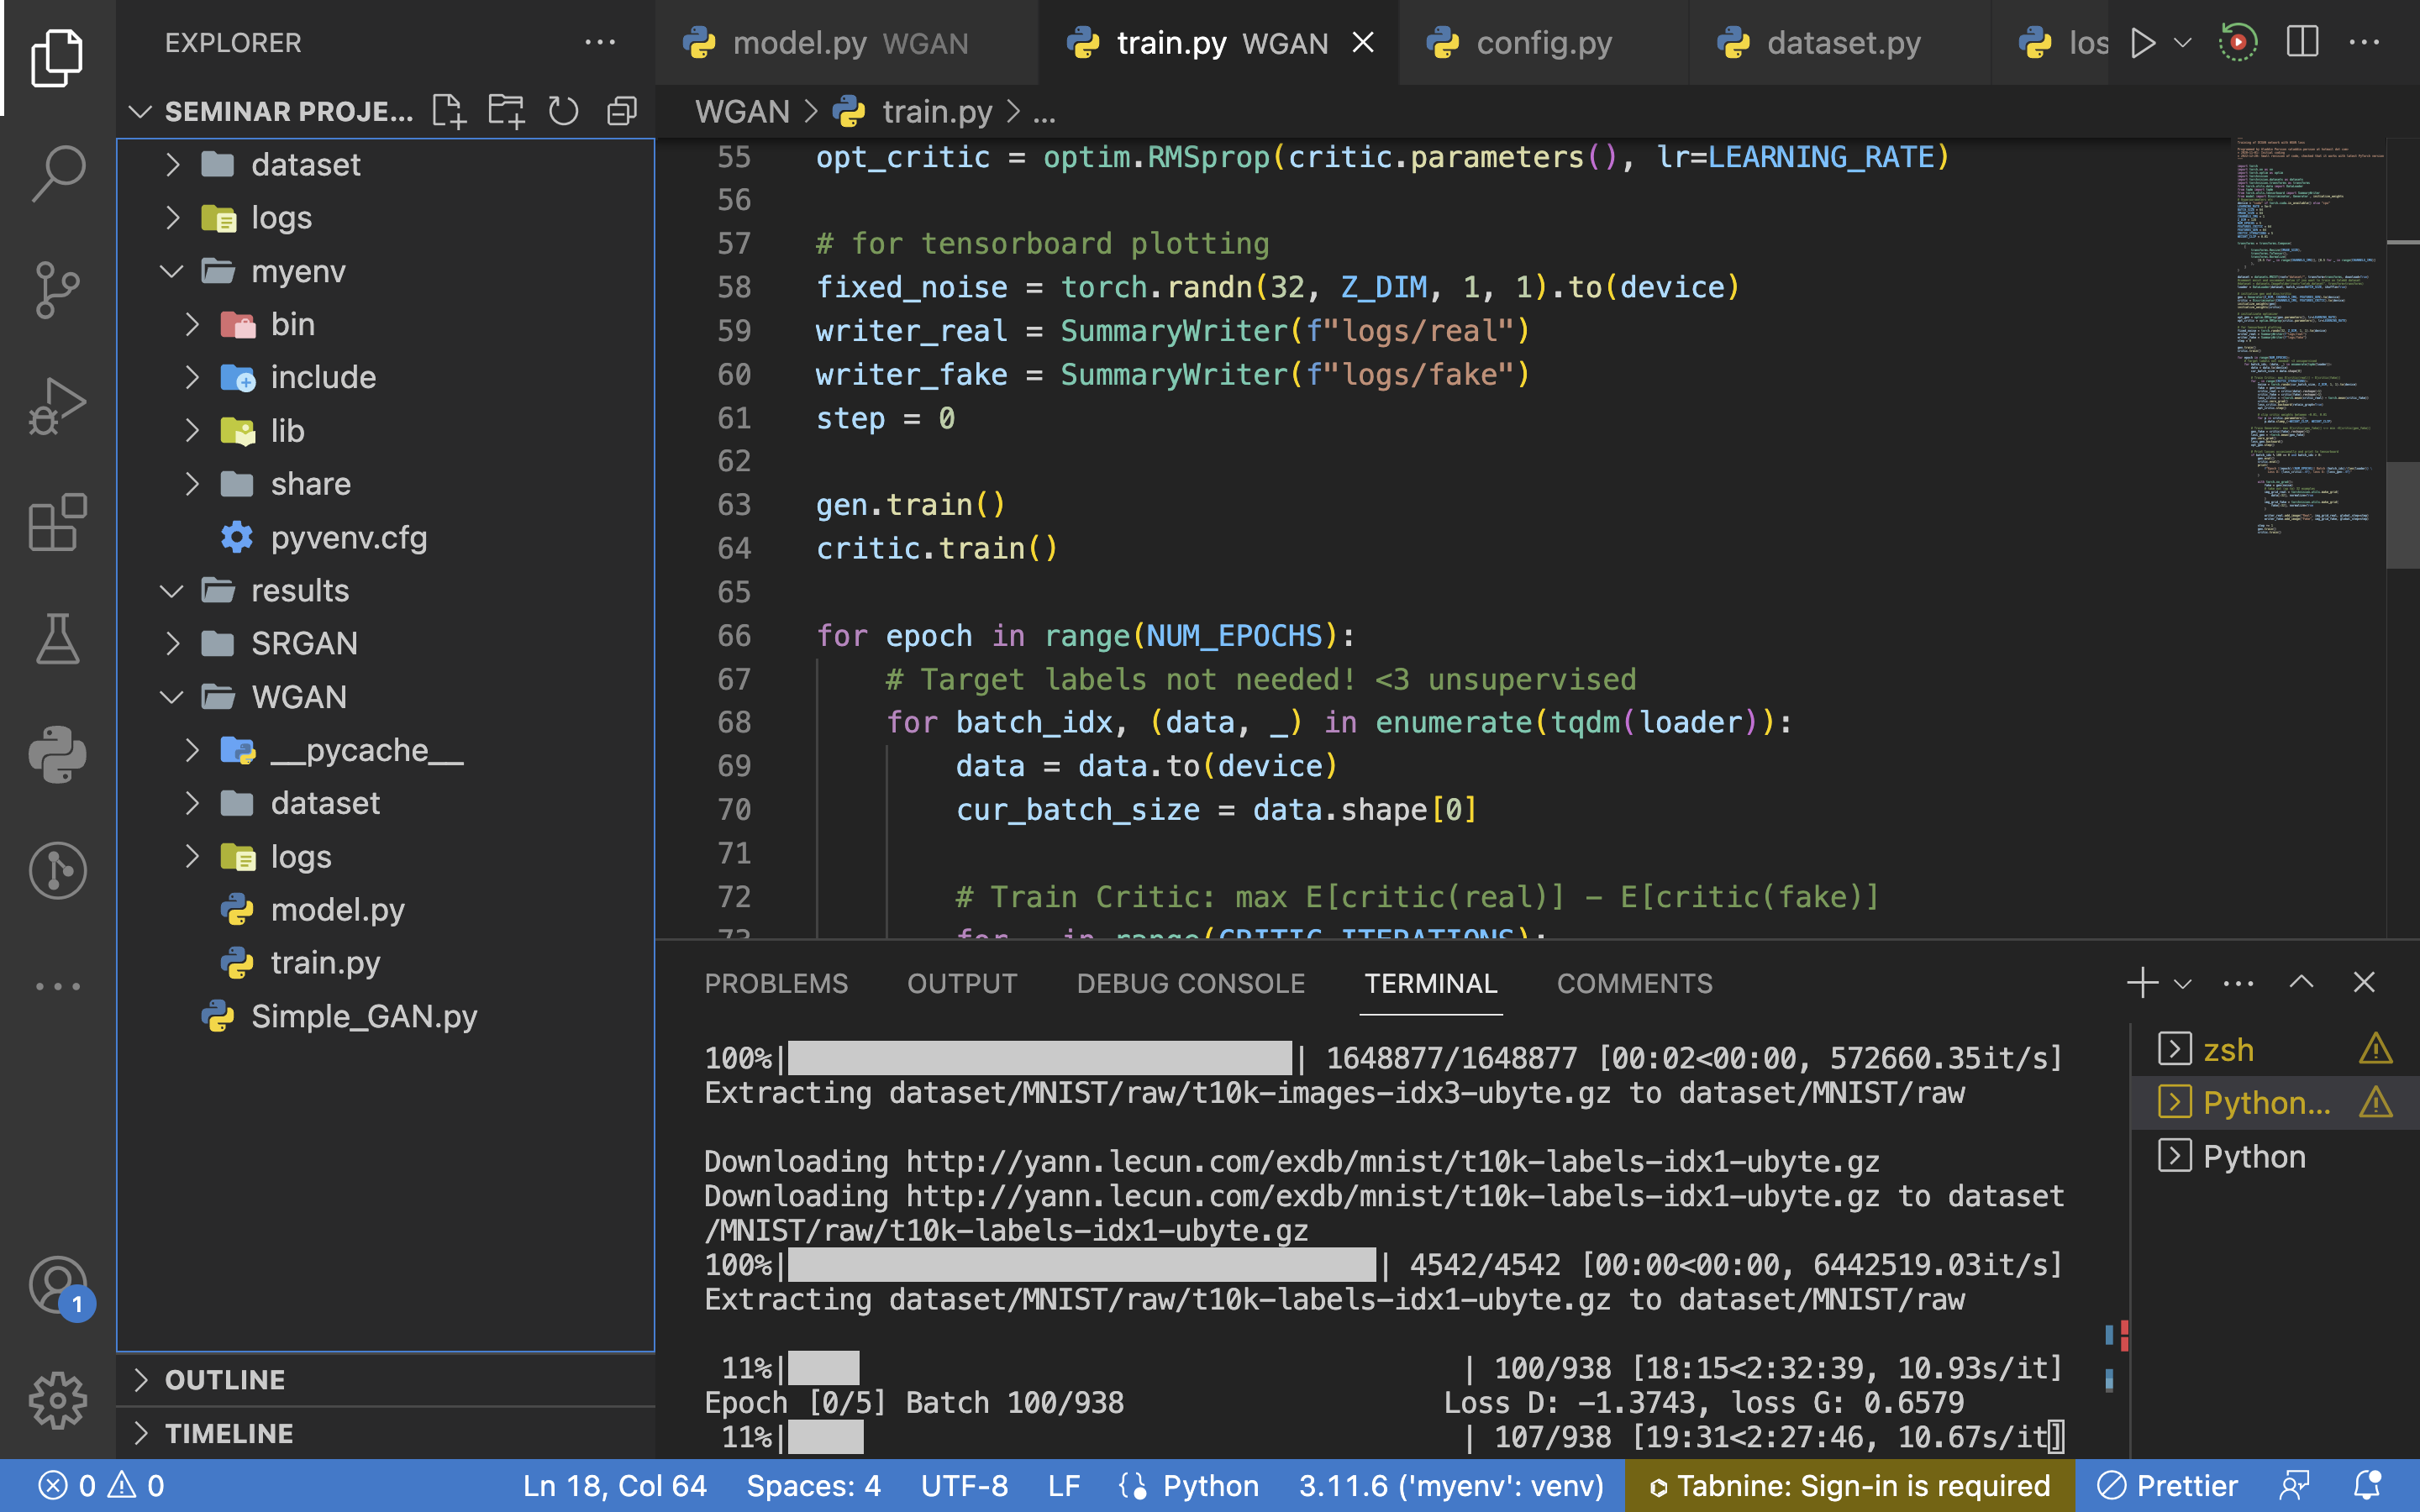 EXPLORER
SEMINAR PROJE...
dataset
logs
myenv
bin
include
lib
share
pyvenv.cfg
results
SRGAN
WGAN
__pycache__
dataset
logs
model.py
train.py
Simple_GAN.py
OUTLINE
TIMELINE
1
model.py WGAN
train.py WGAN
config.py
dataset.py
los
WGAN > train.py > ...
55 opt_critic = optim.RMSprop(critic.parameters(), lr=LEARNING_RATE)
56
57 # for tensorboard plotting
58 fixed_noise = torch.randn(32, Z_DIM, 1, 1).to(device)
59 writer_real = SummaryWriter(f"logs/real")
60 writer_fake = SummaryWriter(f"logs/fake")
61 step = 0
62
63 gen.train()
64 critic.train()
65
66 for epoch in range(NUM_EPOCHS):
67 # Target labels not needed! <3 unsupervised
68 for batch_idx, (data, _) in enumerate(tqdm(loader)):
69 data = data.to(device)
70 cur_batch_size = data.shape[0]
71
72 # Train Critic: max E[critic(real)] - E[critic(fake)]
73 for _ in range(CRITIC_ITERATIONS):
PROBLEMS
OUTPUT
DEBUG CONSOLE
TERMINAL
COMMENTS
100%| | 1648877/1648877 [00:02<00:00, 572660.35it/s]
Extracting dataset/MNIST/raw/t10k-images-idx3-ubyte.gz to dataset/MNIST/raw
Downloading http://yann.lecun.com/exdb/mnist/t10k-labels-idx1-ubyte.gz
Downloading http://yann.lecun.com/exdb/mnist/t10k-labels-idx1-ubyte.gz to dataset
/MNIST/raw/t10k-labels-idx1-ubyte.gz
100%| | 4542/4542 [00:00<00:00, 6442519.03it/s]
Extracting dataset/MNIST/raw/t10k-labels-idx1-ubyte.gz to dataset/MNIST/raw
11%| | 100/938 [18:15<2:32:39, 10.93s/it]
Epoch [0/5] Batch 100/938 Loss D: -1.3743, loss G: 0.6579
11%| | 107/938 [19:31<2:27:46, 10.67s/it]
zsh
Python...
Python
0 0
Ln 18, Col 64
Spaces: 4
UTF-8
LF
Python
3.11.6 ('myenv': venv)
Tabnine: Sign-in is required
Prettier